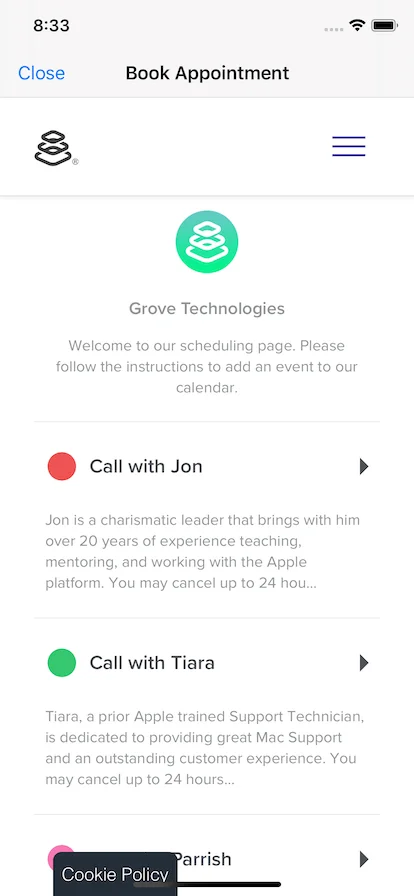 8:33
Close
Book Appointment
®
Grove Technologies
Welcome to our scheduling page. Please
follow the instructions to add an event to our
calendar.
Call with Jon
Jon is a charismatic leader that brings with him
over 20 years of experience teaching,
mentoring, and working with the Apple
platform. You may cancel up to 24 hou...
Call with Tiara
Tiara, a prior Apple trained Support Technician,
is dedicated to providing great Mac Support
and an outstanding customer experience. You
may cancel up to 24 hours...
Parrish
Cookie Policy